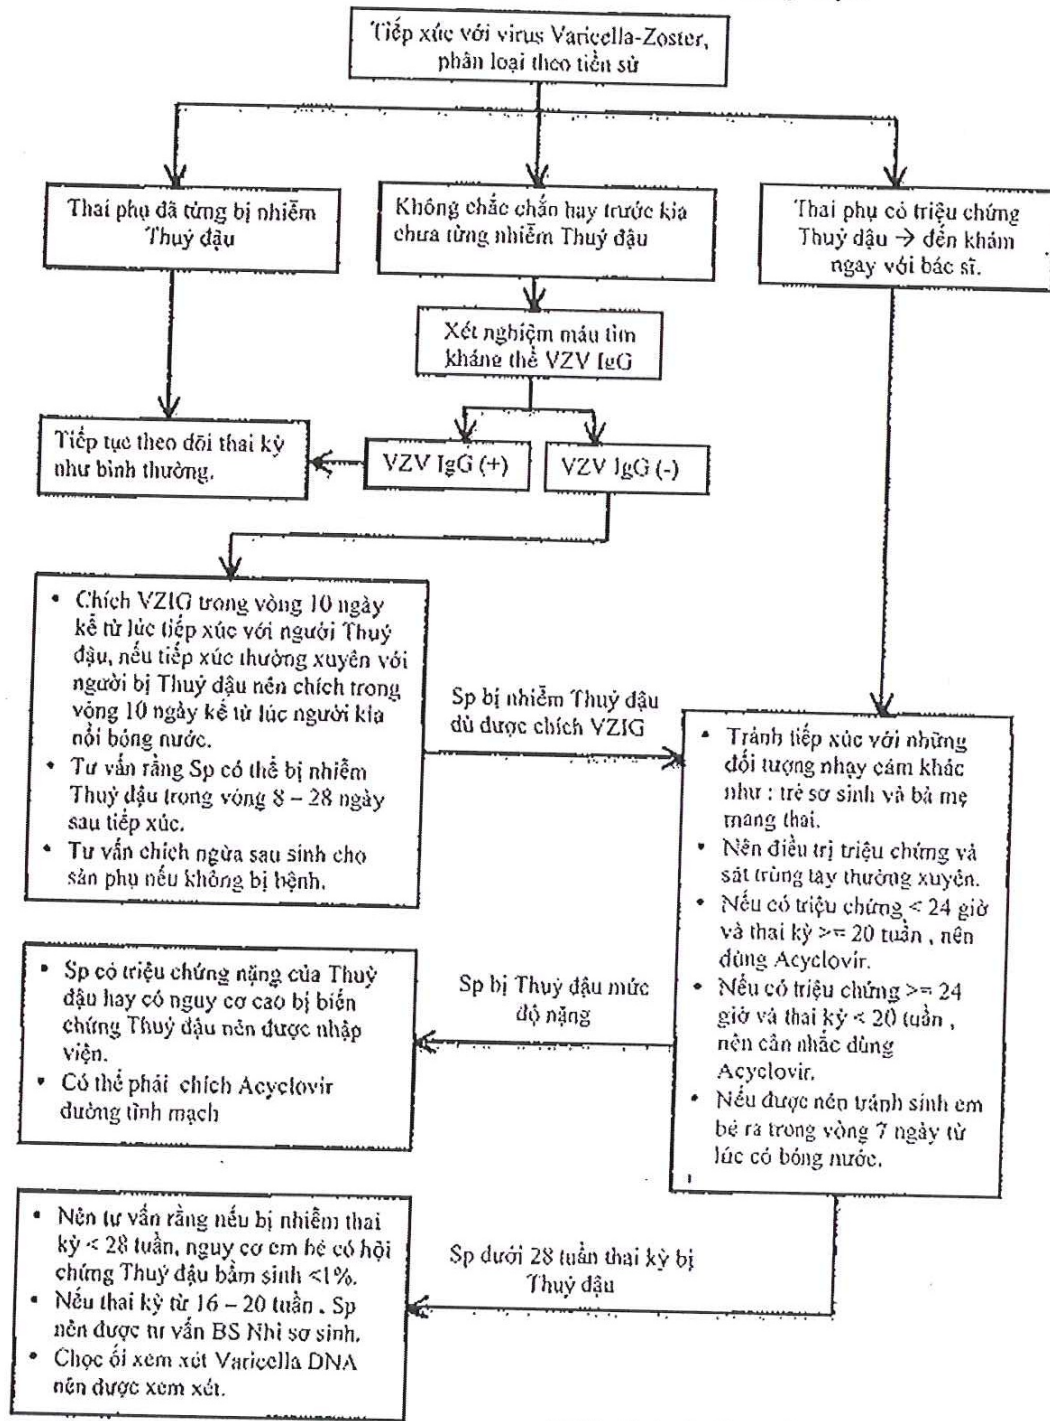 Tiếp xúc với virus Varicella-Zoster,
phân loại theo tiền sử
Thai phụ đã từng bị nhiễm
Thuỷ đậu
Không chắc chắn hay trước kia
chưa từng nhiễm Thuỷ đậu
Thai phụ có triệu chứng
Thuỷ đậu → đến khám
ngay với bác sĩ.
Xét nghiệm máu tìm
kháng thể VZV IgG
Tiếp tục theo dõi thai kỳ
như bình thường.
VZV IgG (+)
VZV IgG (-)
• Chích VZIG trong vòng 10 ngày
kể từ lúc tiếp xúc với người Thuỷ
đậu, nếu tiếp xúc thường xuyên với
người bị Thuỷ đậu nên chích trong
vòng 10 ngày kể từ lúc người kia
nổi bóng nước.
• Tư vấn rằng Sp có thể bị nhiễm
Thuỷ đậu trong vòng 8 – 28 ngày
sau tiếp xúc.
• Tư vấn chích ngừa sau sinh cho
sản phụ nếu không bị bệnh.
Sp bị nhiễm Thuỷ đậu
dù được chích VZIG
• Tránh tiếp xúc với những
đối tượng nhạy cảm khác
như : trẻ sơ sinh và bà mẹ
mang thai.
• Nên điều trị triệu chứng và
sát trùng tay thường xuyên.
• Nếu có triệu chứng < 24 giờ
và thai kỳ >= 20 tuần , nên
dùng Acyclovir.
• Nếu có triệu chứng >= 24
giờ và thai kỳ < 20 tuần ,
nên cân nhắc dùng
Acyclovir.
• Nếu được nên tránh sinh em
bé ra trong vòng 7 ngày từ
lúc có bóng nước.
• Sp có triệu chứng nặng của Thuỷ
đậu hay có nguy cơ cao bị biến
chứng Thuỷ đậu nên được nhập
viện.
• Có thể phải chích Acyclovir
đường tĩnh mạch
Sp bị Thuỷ đậu mức
độ nặng
• Nên tư vấn rằng nếu bị nhiễm thai
kỳ < 28 tuần, nguy cơ em bé có hội
chứng Thuỷ đậu bẩm sinh <1%.
• Nếu thai kỳ từ 16 – 20 tuần . Sp
nên được tư vấn BS Nhi sơ sinh.
• Chọc ối xem xét Varicella DNA
nên được xem xét.
Sp dưới 28 tuần thai kỳ bị
Thuỷ đậu